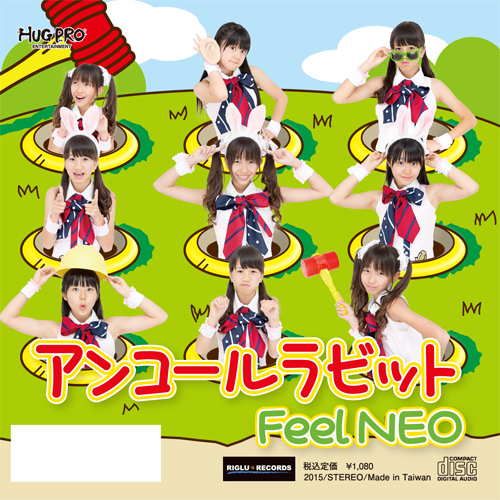 HUG PRO
ENTERTAINMENT
アンコールラビット
Feel NEO
RIGLU★RECORDS
税込定価 ¥1,080
2015/STEREO/Made in Taiwan
COMPACT
disc
DIGITAL AUDIO